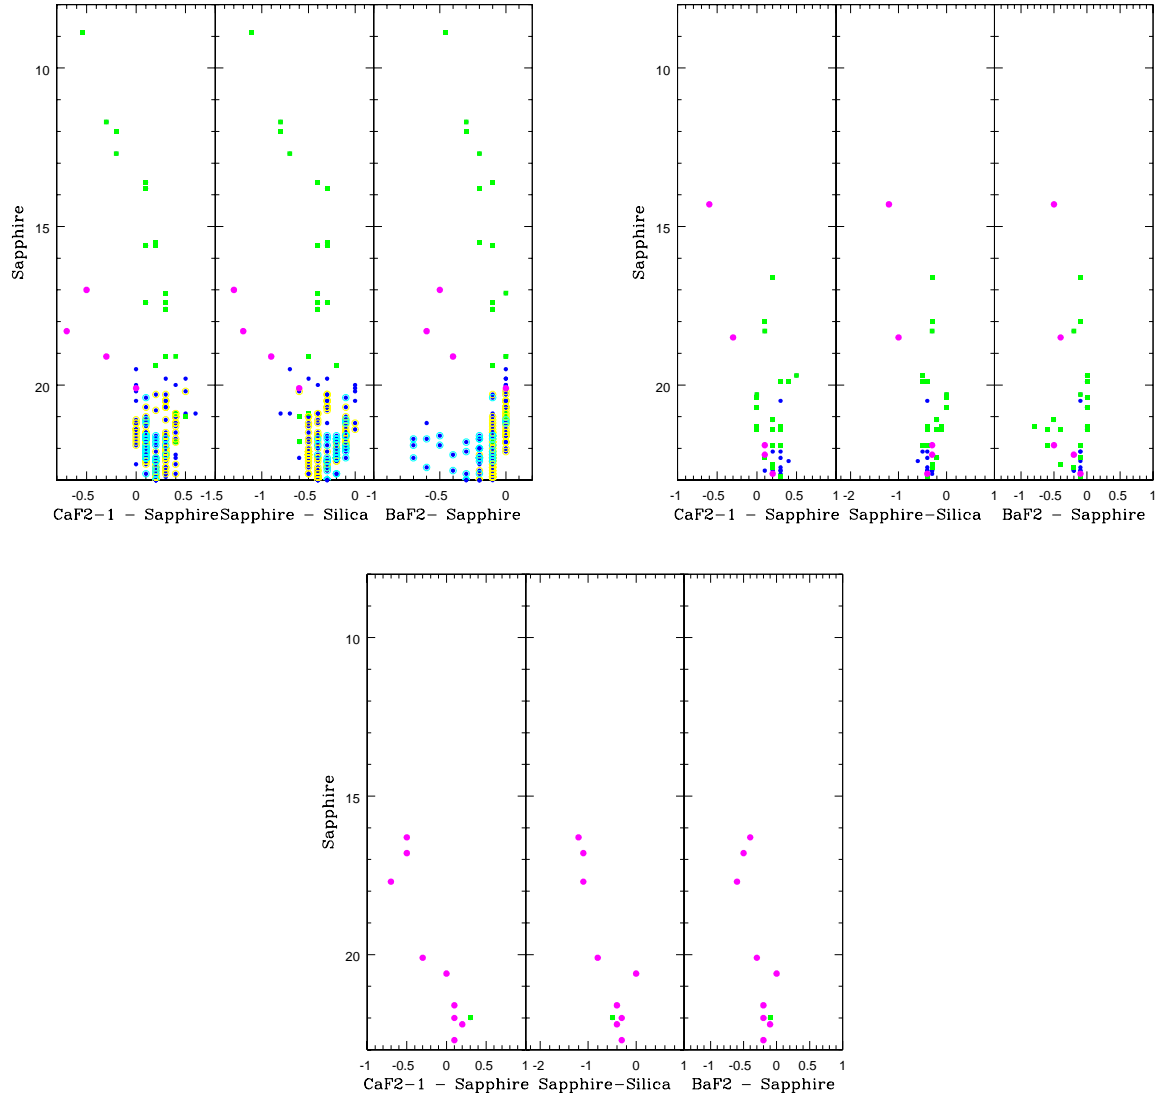 10
15
20
Sapphire
-0.5 0 0.5 -1.5 -1 -0.5 0 -1 -0.5 0
CaF2-1 - Sapphire Sapphire - Silica BaF2- Sapphire
10
15
20
Sapphire
-1 -0.5 0 0.5 1 -2 -1 0 -1 -0.5 0 0.5 1
CaF2-1 - Sapphire Sapphire-Silica BaF2 - Sapphire
10
15
20
Sapphire
-1 -0.5 0 0.5 1 -2 -1 0 1 -1 -0.5 0 0.5 1
CaF2-1 - Sapphire Sapphire-Silica BaF2 - Sapphire